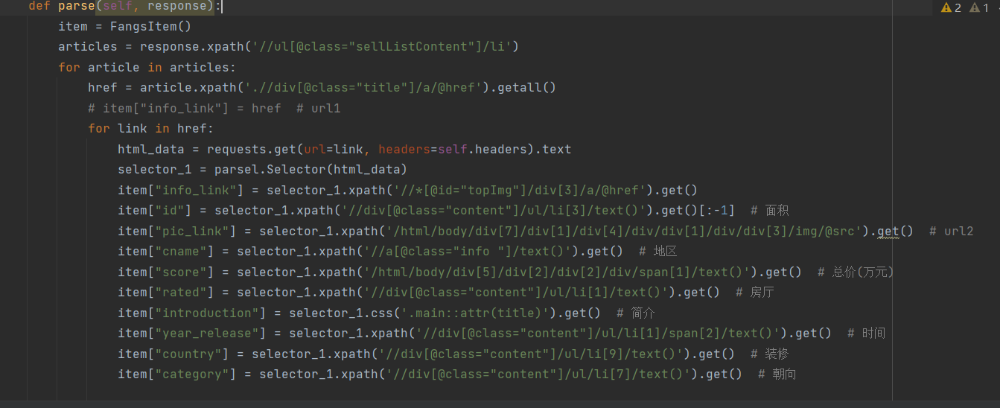 def parse(self, response): 2 1
item = FangsItem()
articles = response.xpath('//ul[@class="sellListContent"]/li')
for article in articles:
href = article.xpath('.//div[@class="title"]/a/@href').getall()
# item["info_link"] = href  # url1
for link in href:
html_data = requests.get(url=link, headers=self.headers).text
selector_1 = parsel.Selector(html_data)
item["info_link"] = selector_1.xpath('//*[@id="topImg"]/div[3]/a/@href').get()
item["id"] = selector_1.xpath('//div[@class="content"]/ul/li[3]/text()').get()[:-1]  # 面积
item["pic_link"] = selector_1.xpath('/html/body/div[7]/div[1]/div[4]/div/div[1]/div/div[3]/img/@src').get()  # url2
item["cname"] = selector_1.xpath('//a[@class="info "]/text()').get()  # 地区
item["score"] = selector_1.xpath('/html/body/div[5]/div[2]/div[2]/div/span[1]/text()').get()  # 总价(万元)
item["rated"] = selector_1.xpath('//div[@class="content"]/ul/li[1]/text()').get()  # 房厅
item["introduction"] = selector_1.css('.main::attr(title)').get()  # 简介
item["year_release"] = selector_1.xpath('//div[@class="content"]/ul/li[1]/span[2]/text()').get()  # 时间
item["country"] = selector_1.xpath('//div[@class="content"]/ul/li[9]/text()').get()  # 装修
item["category"] = selector_1.xpath('//div[@class="content"]/ul/li[7]/text()').get()  # 朝向